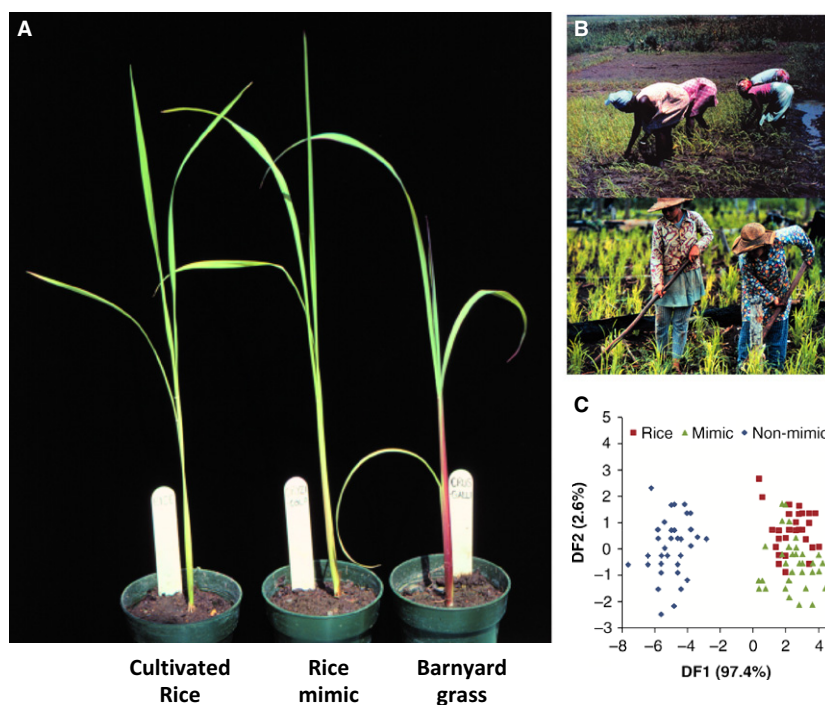 A
B
Cultivated
Rice
Rice
mimic
Barnyard
grass
C
Rice Mimic Non-mimic
5
4
3
2
1
0
−1
−2
−3
DF2 (2.6%)
−8 −6 −4 −2 0 2 4
DF1 (97.4%)